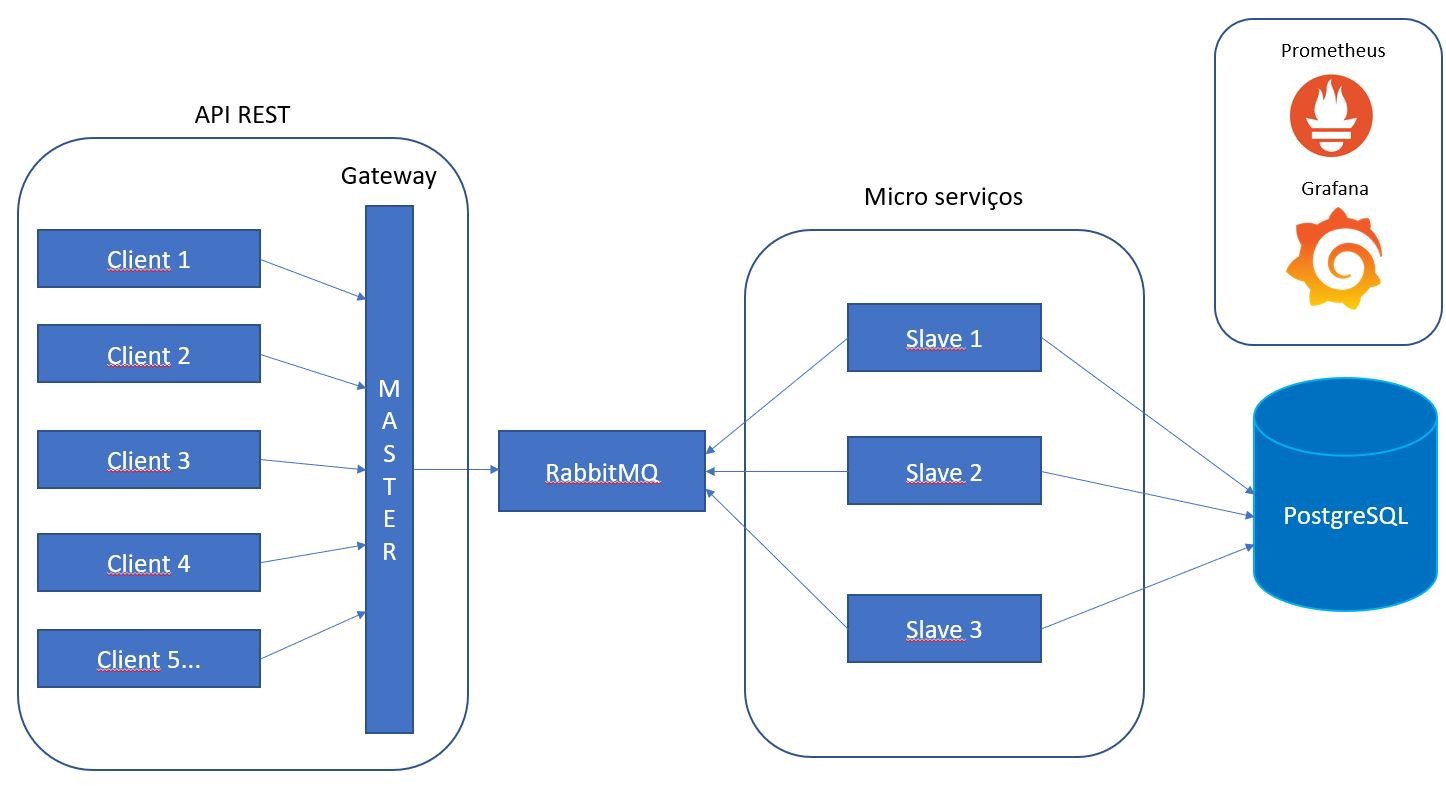 API REST
Gateway
Client 1
Client 2
Client 3
Client 4
Client 5...
MASTER
RabbitMQ
Micro serviços
Slave 1
Slave 2
Slave 3
Prometheus
Grafana
PostgreSQL